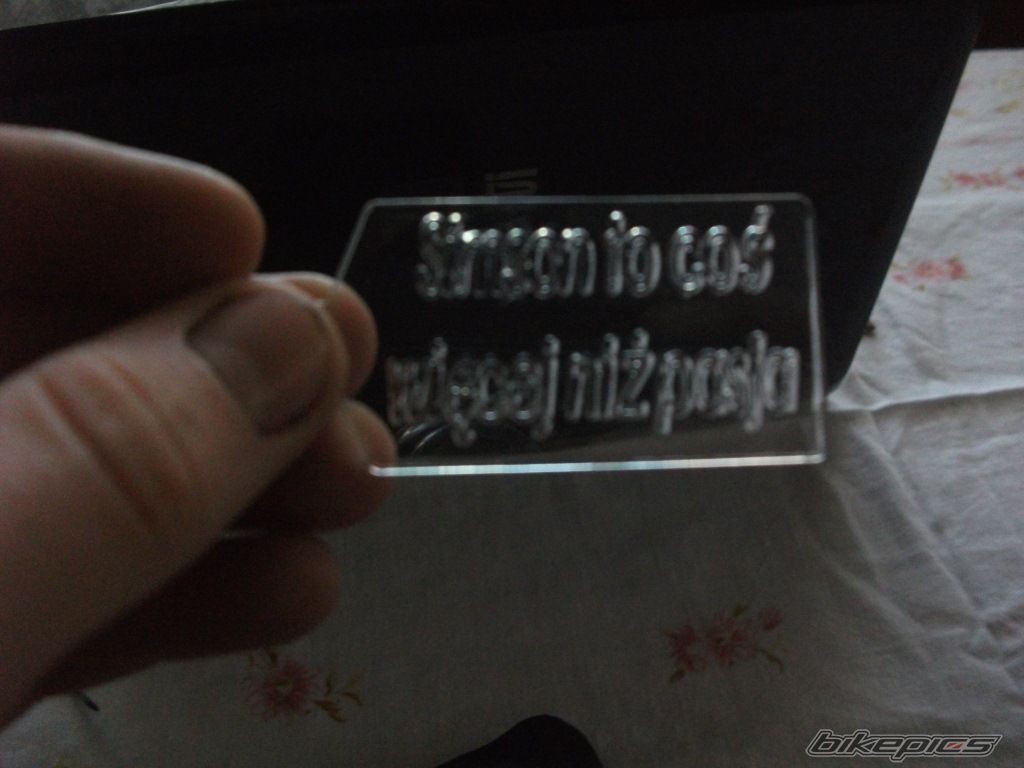 Simson to coś
więcej niż pasja
bikepics